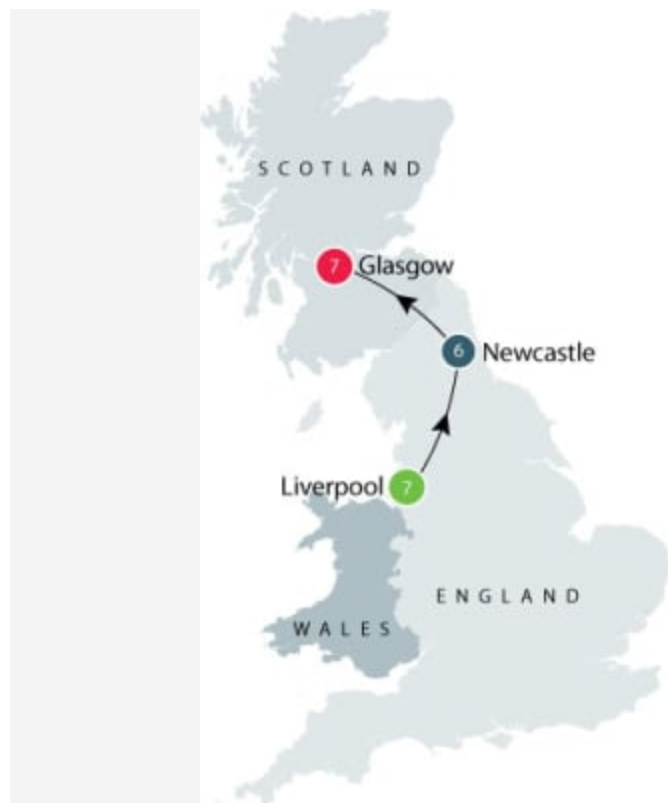 SCOTLAND
7 Glasgow
6 Newcastle
Liverpool 7
ENGLAND
WALES